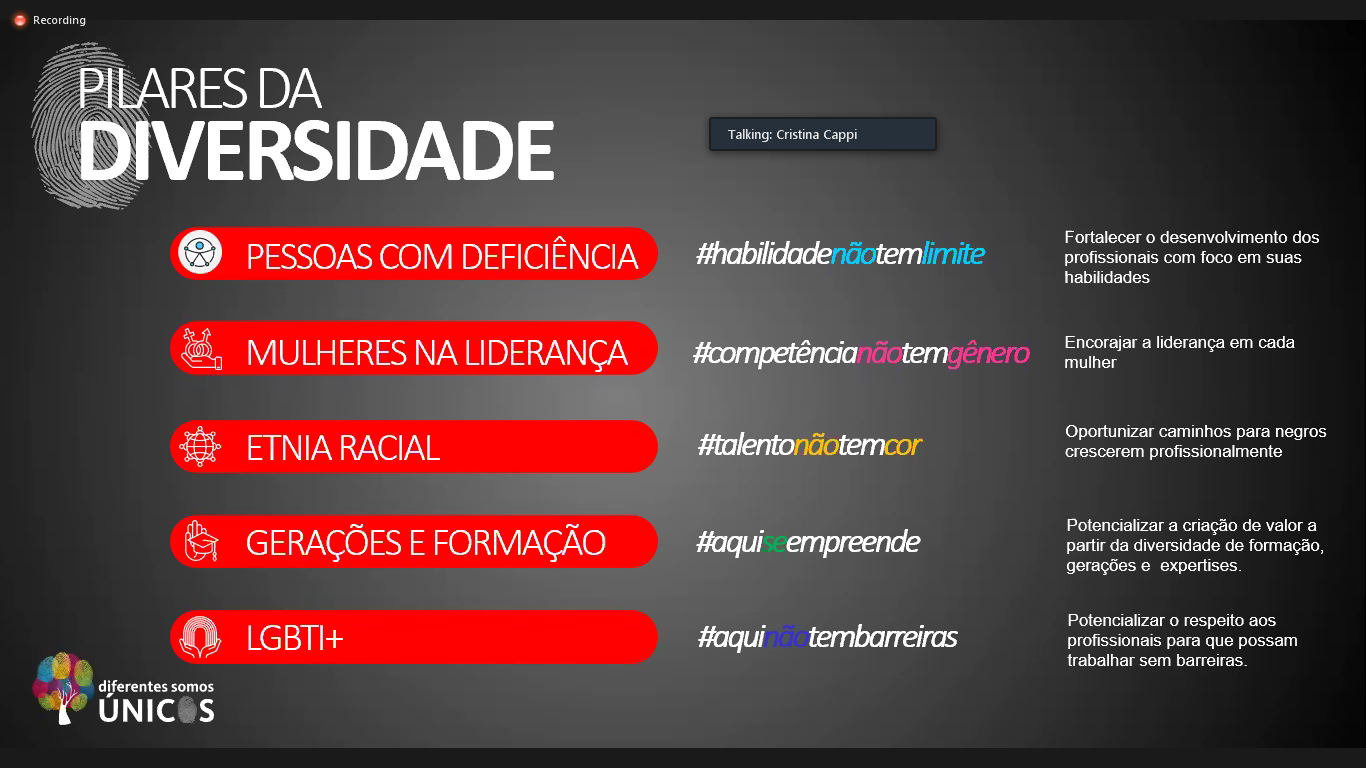 Recording
PILARES DA
DIVERSIDADE
Talking: Cristina Cappi
PESSOAS COM DEFICIÊNCIA
#habilidadenãotemlimite
Fortalecer o desenvolvimento dos
profissionais com foco em suas
habilidades
MULHERES NA LIDERANÇA
#competêncianãotemgênero
Encorajar a liderança em cada
mulher
ETNIA RACIAL
#talentonãotemcor
Oportunizar caminhos para negros
crescerem profissionalmente
GERAÇÕES E FORMAÇÃO
#aquiseempreende
Potencializar a criação de valor a
partir da diversidade de formação,
gerações e  expertises.
LGBTI+
#aquinãotembarreiras
Potencializar o respeito aos
profissionais para que possam
trabalhar sem barreiras.
diferentes somos
ÚNICOS